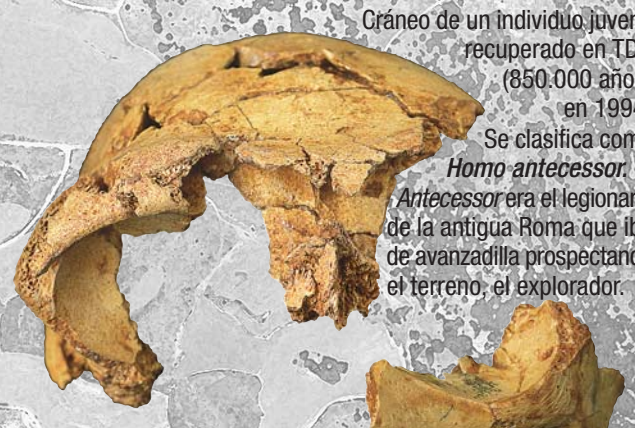 Cráneo de un individuo
recuperado en
(850.000
en
Se clasifica
Homo antecessor.
Antecessor era el
de la antigua Roma que
de avanzadilla
el terreno, el explorador.